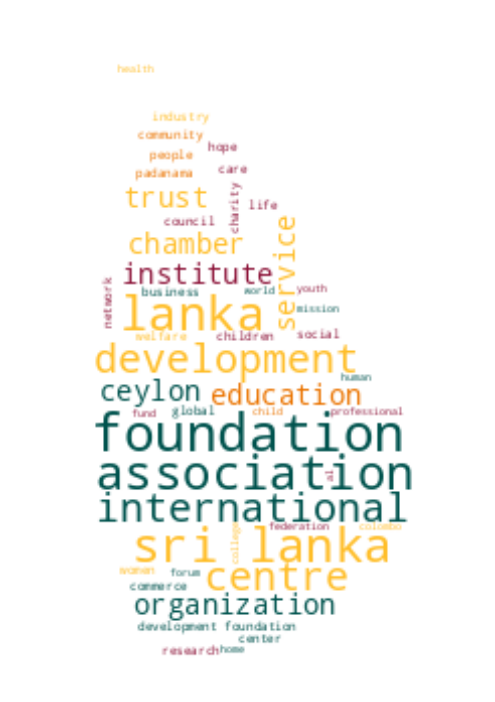 health
industry
community
hope
people
care
padanama
trust
charity
life
council
service
chamber
institute
network
business
world
youth
lanka
mission
welfare
children
social
development
human
ceylon
education
fund
global
child
professional
foundation
association
al
international
federation
colombo
college
sri lanka
women
forum
centre
commerce
organization
development foundation
center
research
home